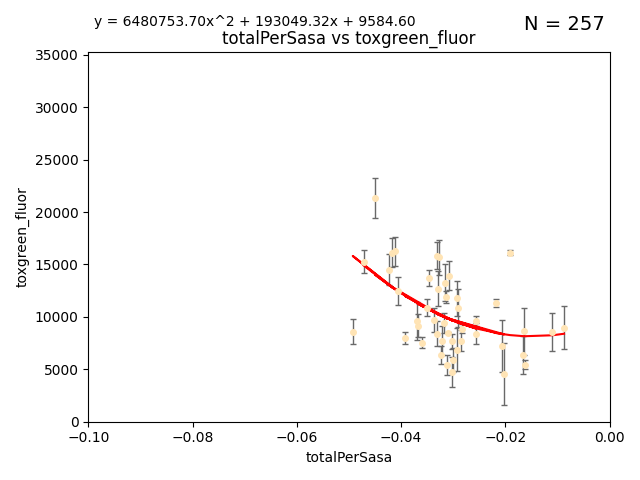 y = 6480753.70x^2 + 193049.32x + 9584.60
N = 257
totalPerSasa vs toxgreen_fluor
35000
30000
25000
20000
15000
10000
5000
0
toxgreen_fluor
−0.10
−0.08
−0.06
−0.04
−0.02
0.00
totalPerSasa